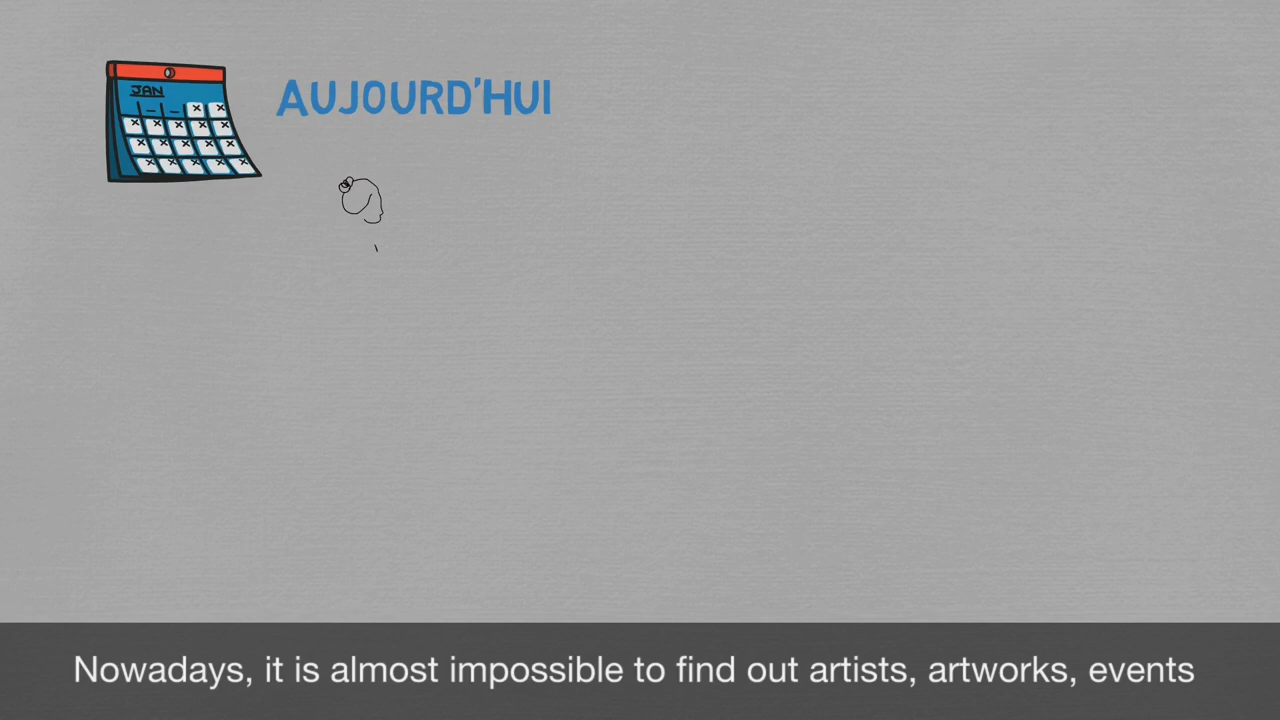 JAN
AUJOURD'HUI
Nowadays, it is almost impossible to find out artists, artworks, events